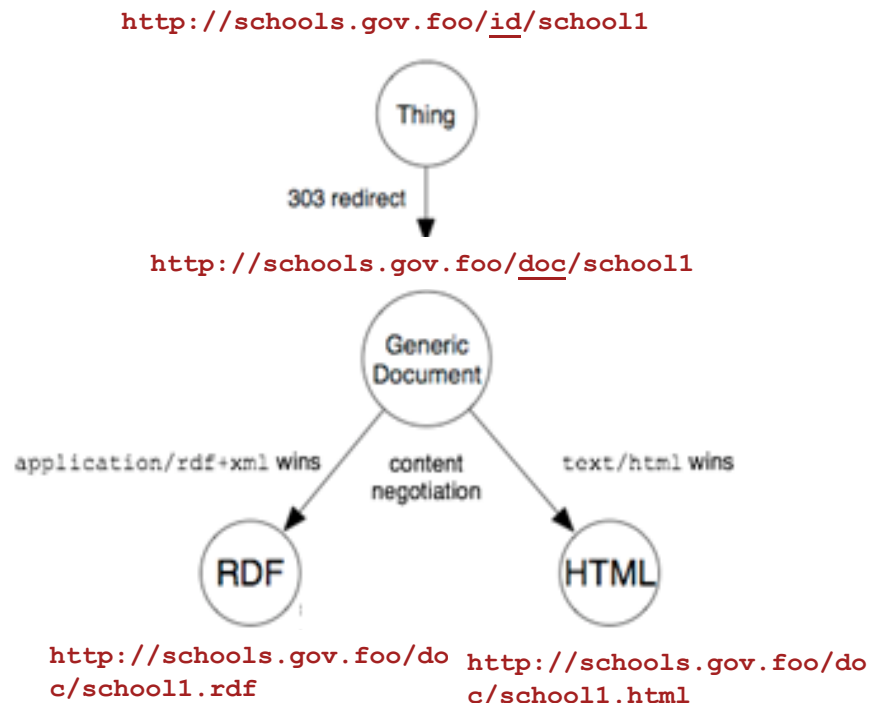 http://schools.gov.foo/id/school1
Thing
303 redirect
http://schools.gov.foo/doc/school1
Generic
Document
application/rdf+xml wins
content
negotiation
text/html wins
RDF
HTML
http://schools.gov.foo/do
c/school1.rdf
http://schools.gov.foo/do
c/school1.html